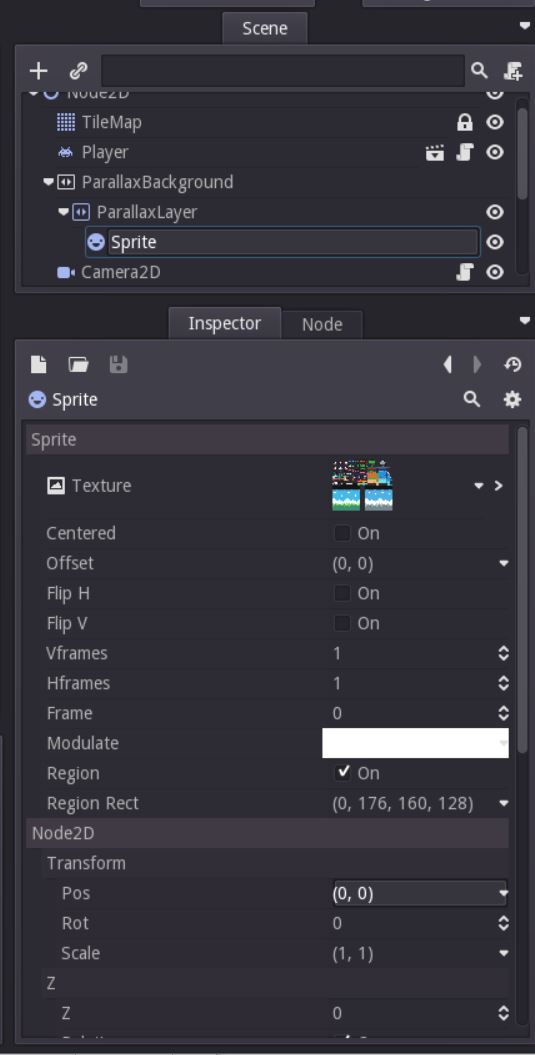 Scene
Node2D
TileMap
Player
ParallaxBackground
ParallaxLayer
Sprite
Camera2D
Inspector Node
Sprite
Sprite
Texture
Centered On
Offset (0, 0)
Flip H On
Flip V On
Vframes 1
Hframes 1
Frame 0
Modulate
Region On
Region Rect (0, 176, 160, 128)
Node2D
Transform
Pos (0, 0)
Rot 0
Scale (1, 1)
Z
Z 0